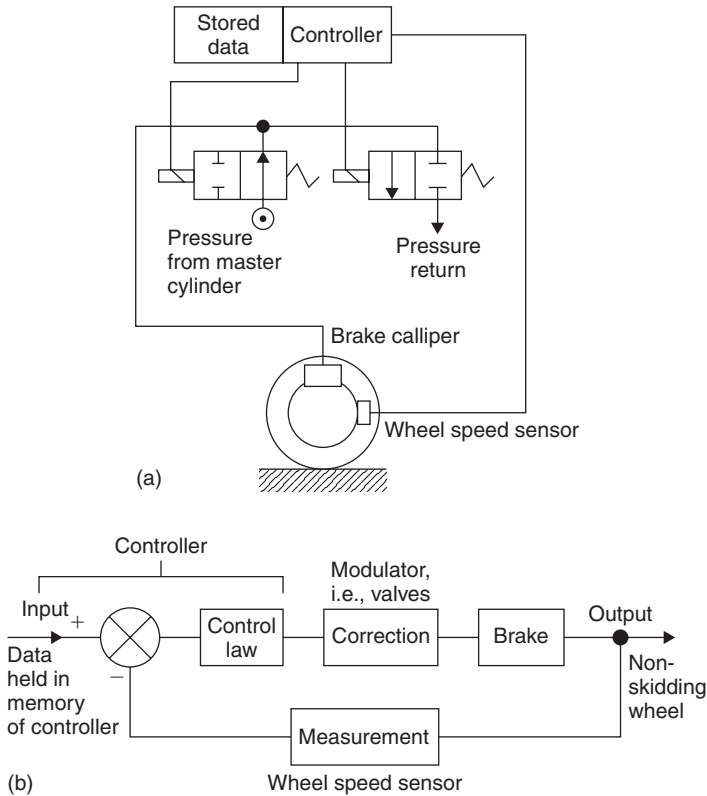 Stored
data
Controller
Pressure
from master
cylinder
Pressure
return
Brake calliper
Wheel speed sensor
(a)
Controller
Modulator,
i.e., valves
Input
+
Control
law
Correction
Brake
Output
Data
held in
memory
of controller
−
Non-
skidding
wheel
Measurement
Wheel speed sensor
(b)